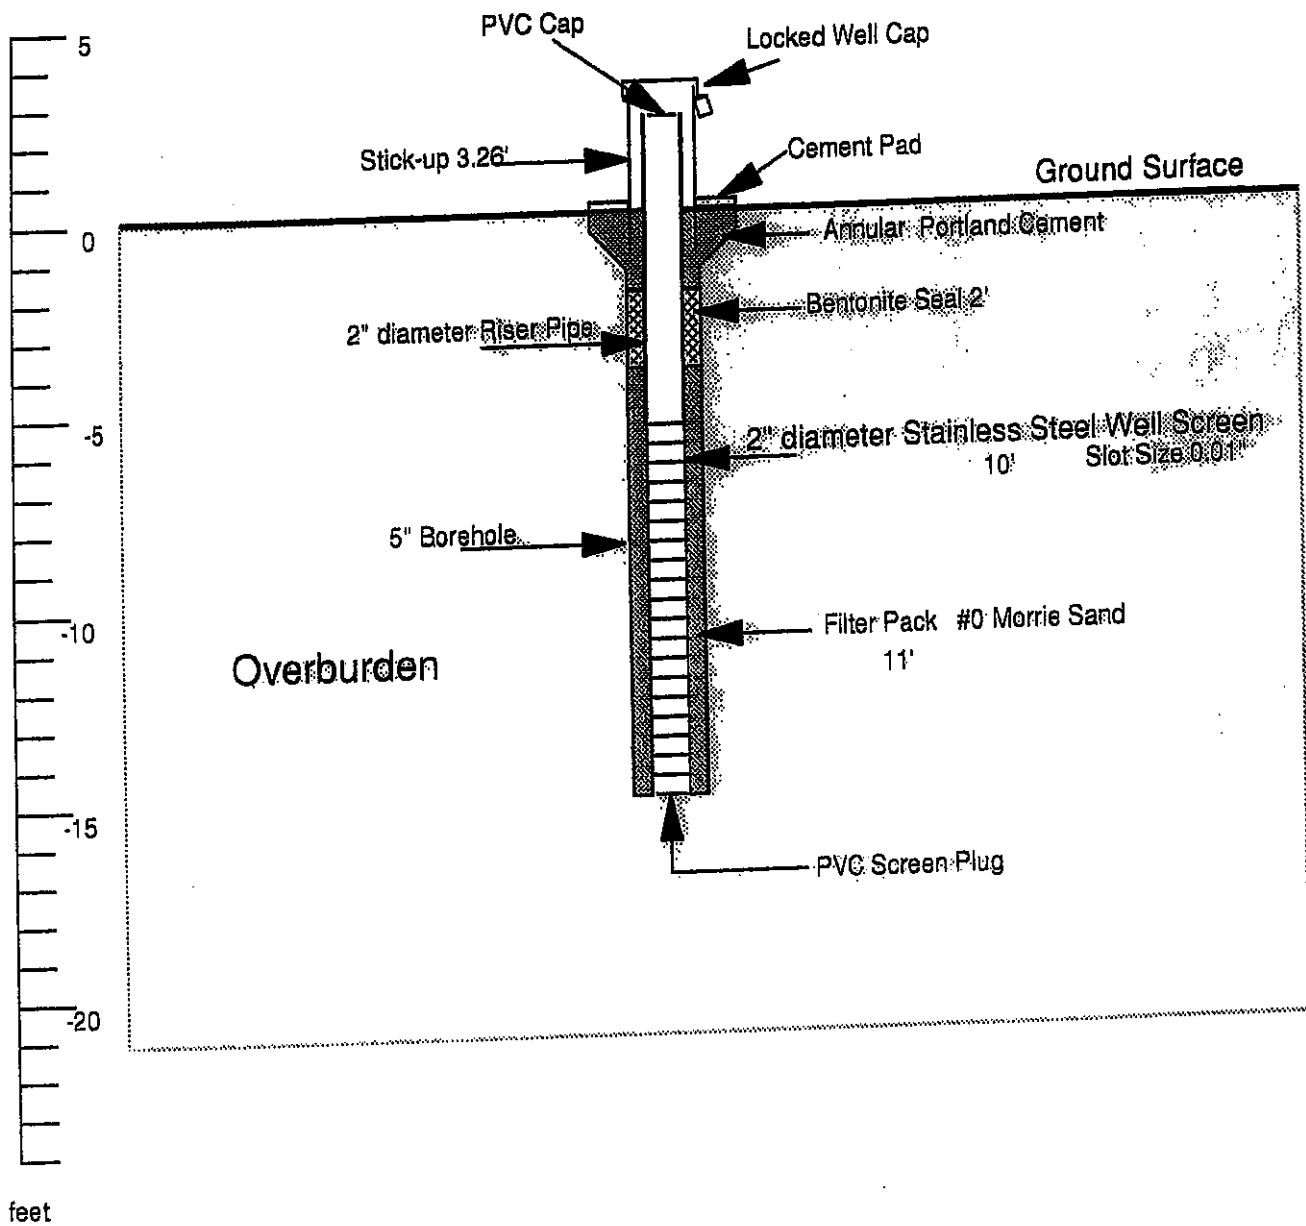 PVC Cap
Locked Well Cap
5
Stick-up 3.26'
Cement Pad
Ground Surface
0
Annular Portland Cement
Bentonite Seal 2'
2" diameter Riser Pipe
-5
2" diameter Stainless Steel Well Screen
10' Slot Size 0.01"
5" Borehole
-10
Filter Pack #0 Morrie Sand
11'
Overburden
-15
PVC Screen Plug
-20
feet